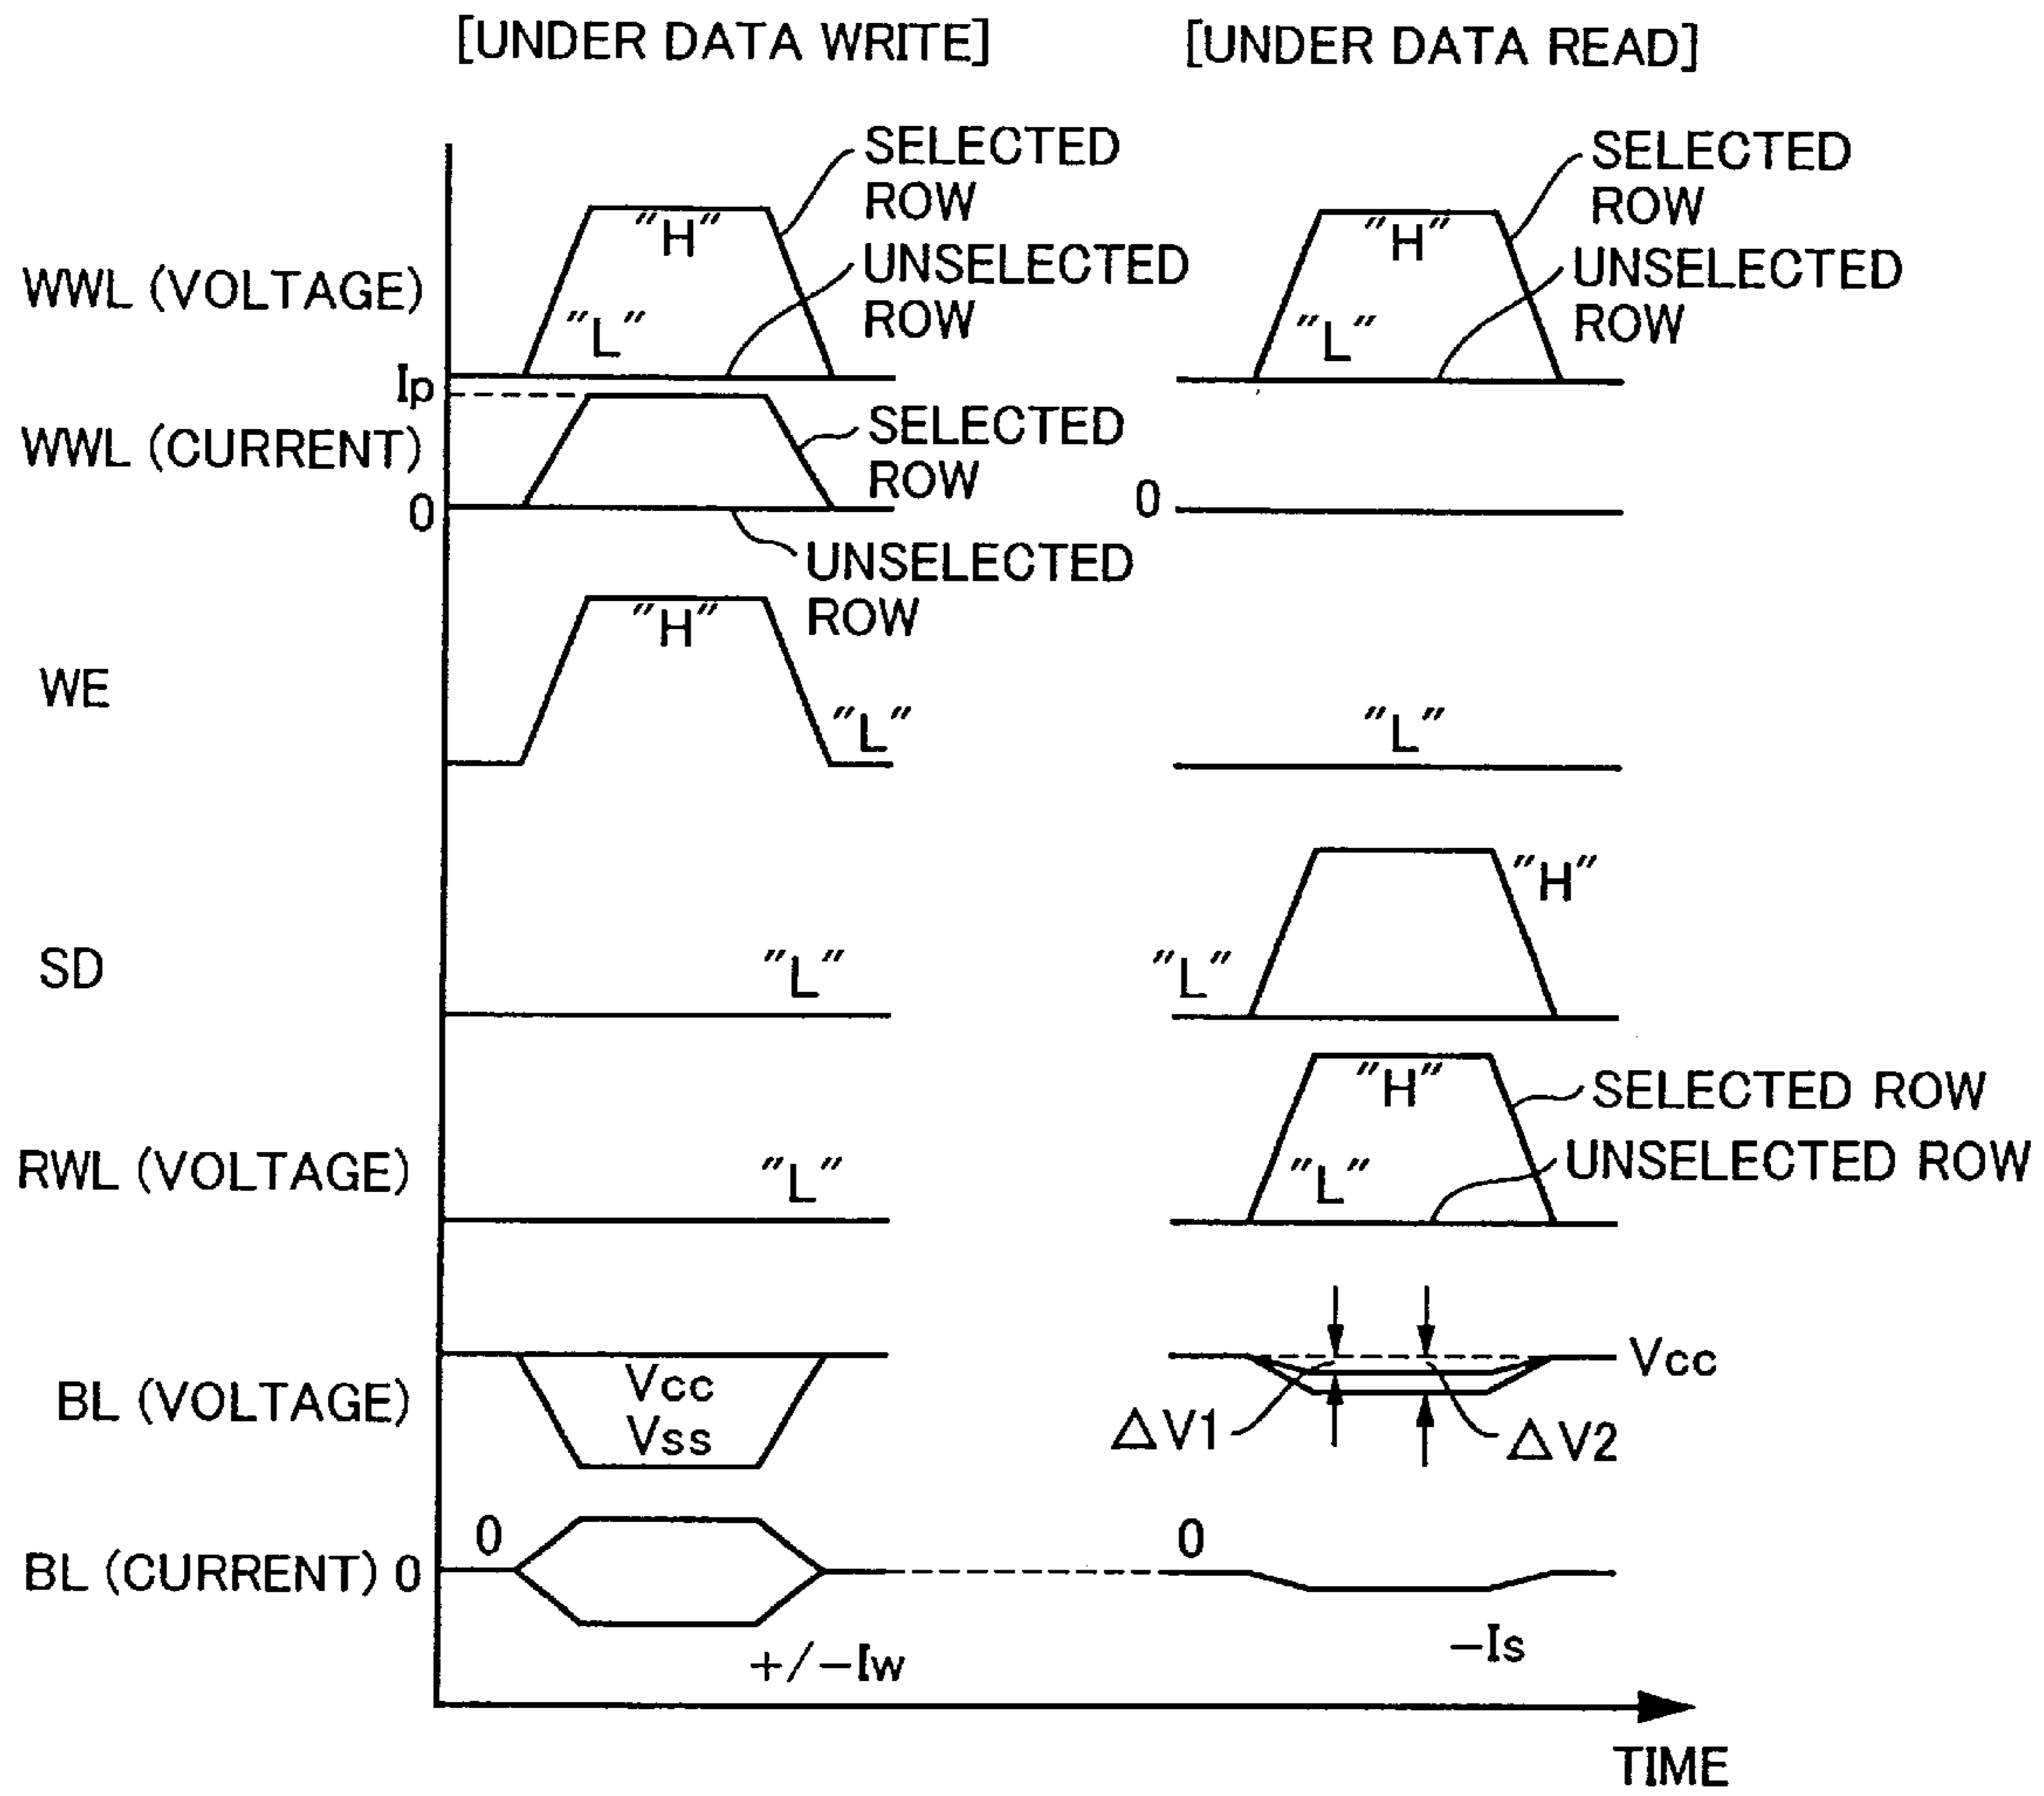 [UNDER DATA WRITE] [UNDER DATA READ]
SELECTED
ROW
SELECTED
ROW
"H"
"H"
UNSELECTED
ROW
UNSELECTED
ROW
WWL (VOLTAGE)
"L"
"L"
Ip
WWL (CURRENT)
SELECTED
ROW
0
0
UNSELECTED
ROW
"H"
WE
"L"
"L"
"H"
SD
"L"
"L"
"H"
SELECTED ROW
RWL (VOLTAGE)
"L"
"L"
UNSELECTED ROW
Vcc
BL (VOLTAGE)
Vcc
Vss
△V1
△V2
0
0
BL (CURRENT) 0
+/−Iw
−Is
TIME